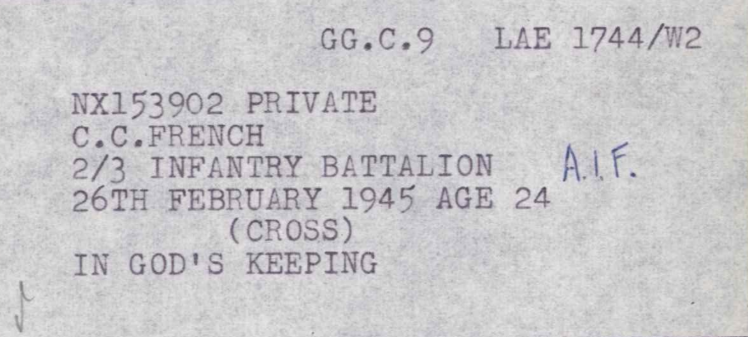 GG.C.9 LAE 1744/W2
NX153902 PRIVATE
C.C.FRENCH
2/3 INFANTRY BATTALION A.I.F.
26TH FEBRUARY 1945 AGE 24
(CROSS)
IN GOD'S KEEPING